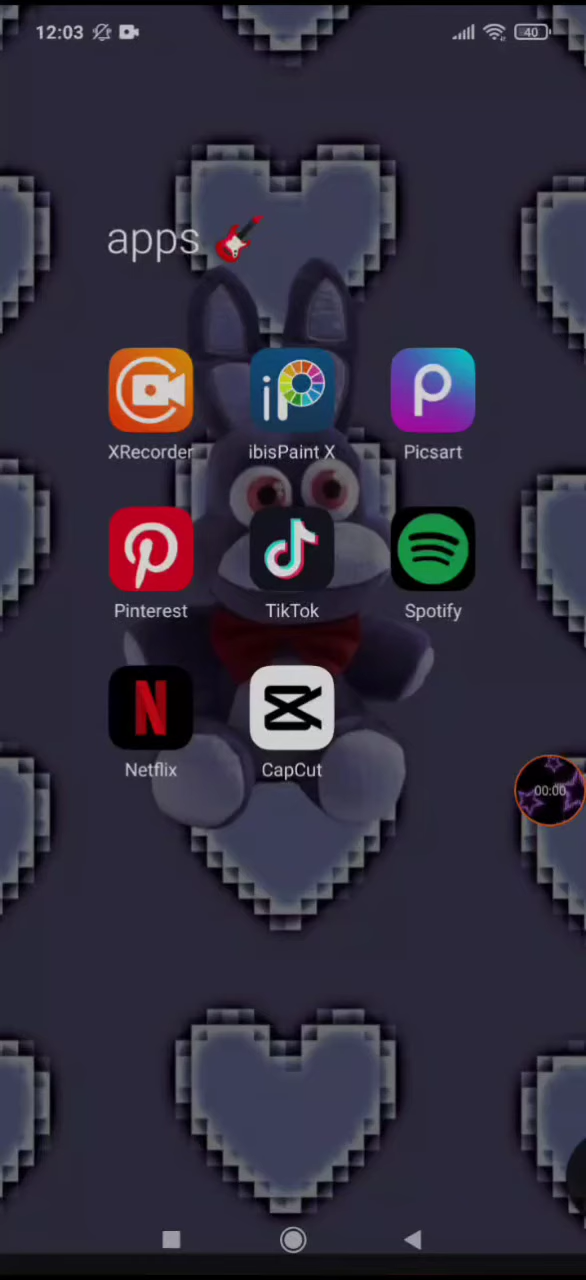 12:03 40
apps
XRecorder ibisPaint X Picsart
Pinterest TikTok Spotify
Netflix CapCut
00:00